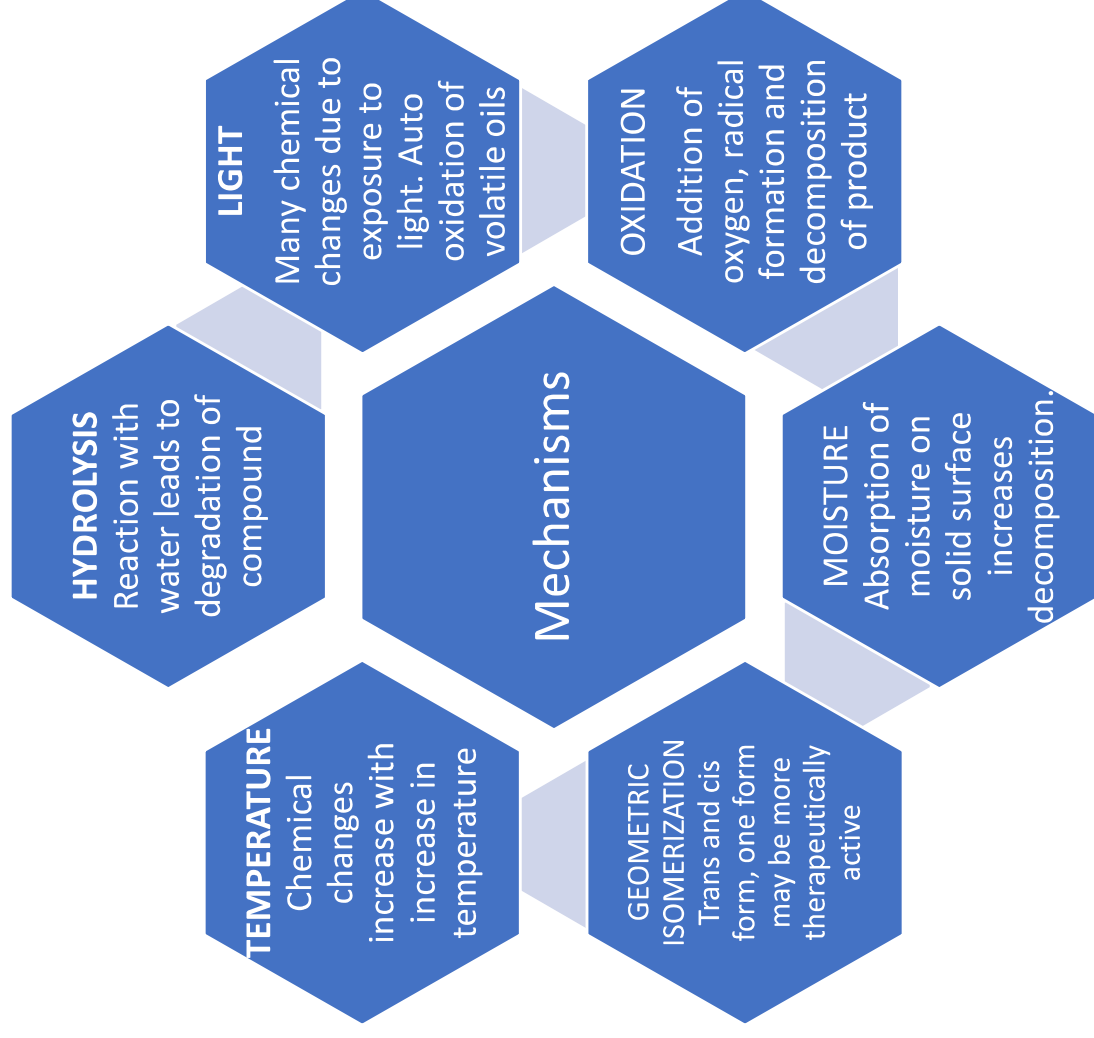 Mechanisms
HYDROLYSIS
Reaction with
water leads to
degradation of
compound
LIGHT
Many chemical
changes due to
exposure to
light. Auto
oxidation of
volatile oils
OXIDATION
Addition of
oxygen, radical
formation and
decomposition
of product
MOISTURE
Absorption of
moisture on
solid surface
increases
decomposition.
GEOMETRIC
ISOMERIZATION
Trans and cis
form, one form
may be more
therapeutically
active
TEMPERATURE
Chemical
changes
increase with
increase in
temperature